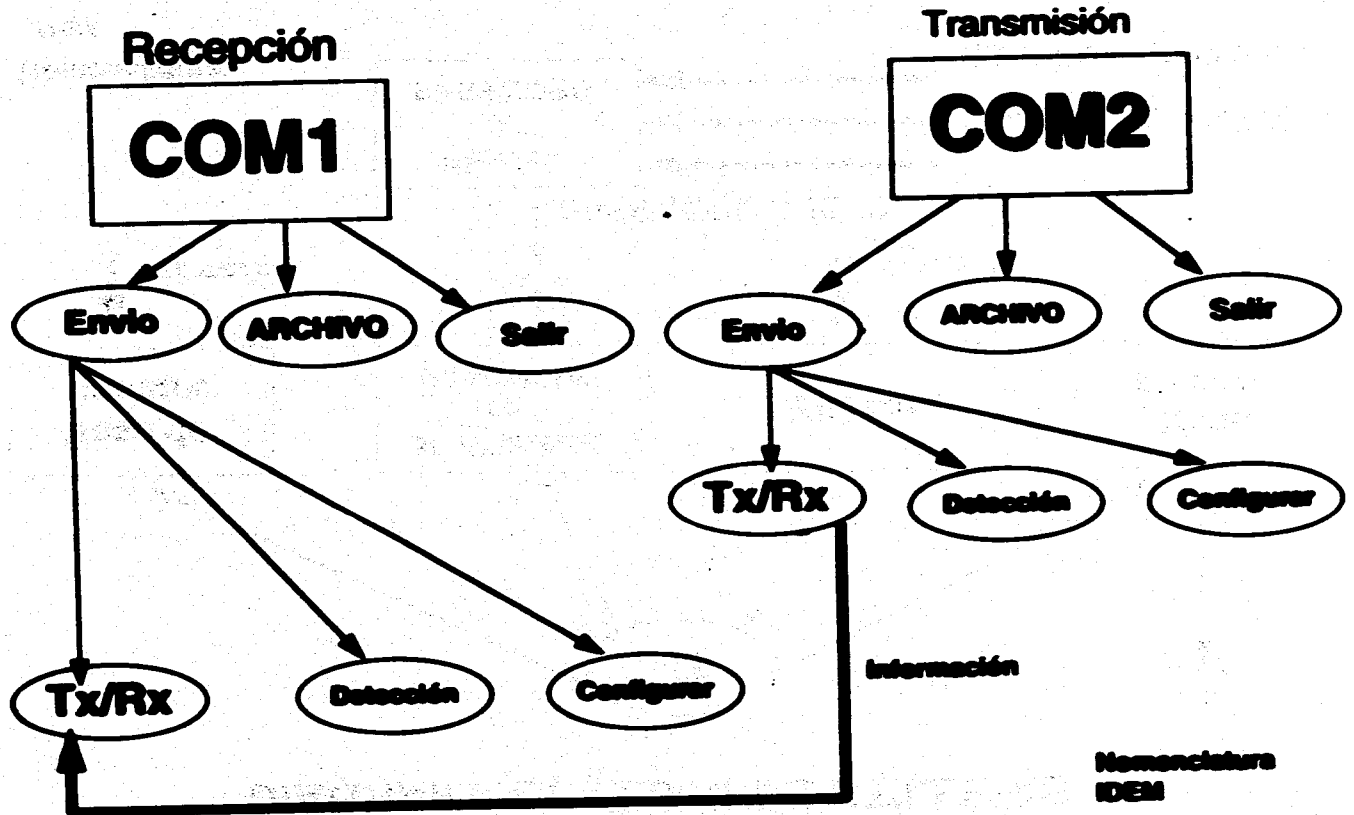 Recepción
COM1
Envio
ARCHIVO
Salir
Tx/Rx
Detección
Configurar
Transmisión
COM2
Envio
ARCHIVO
Salir
Tx/Rx
Detección
Configurar
Información
Nomenclatura
IDEM